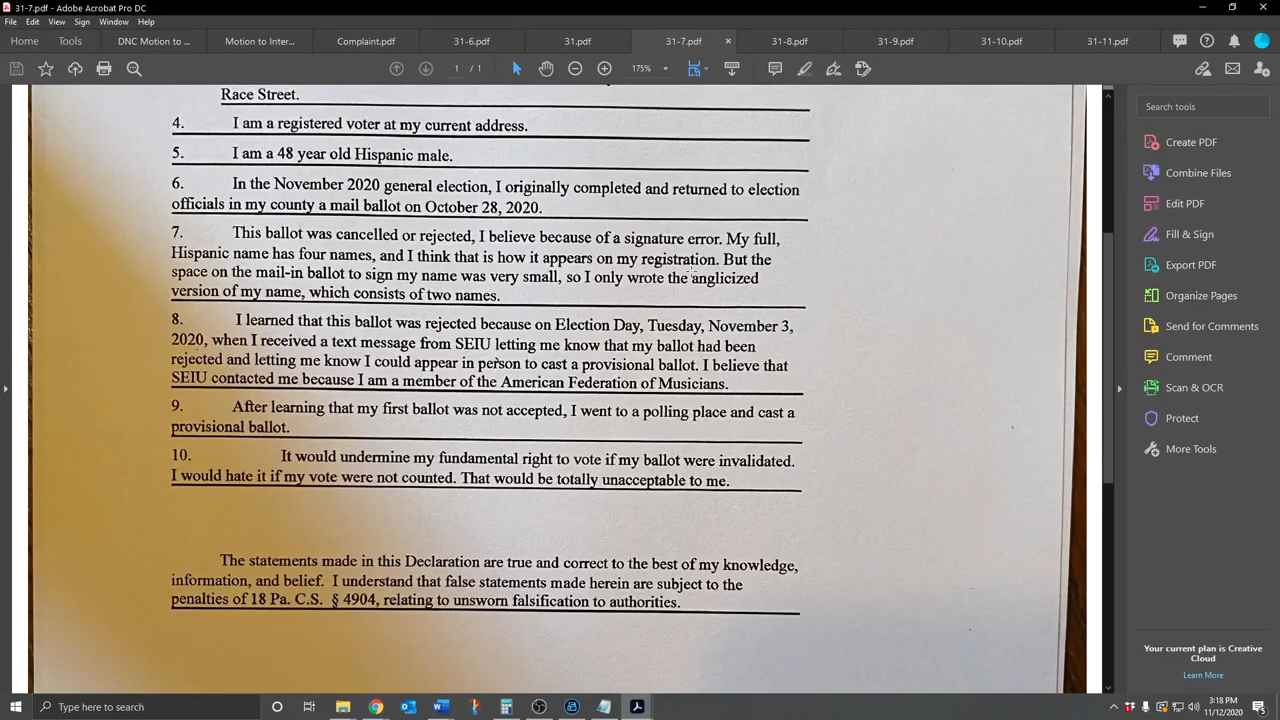 31-7.pdf - Adobe Acrobat Pro DC
File Edit View Sign Window Help
Home Tools DNC Motion to ... Motion to Inter... Complaint.pdf 31-6.pdf 31.pdf 31-7.pdf × 31-8.pdf 31-9.pdf 31-10.pdf 31-11.pdf
1 / 1 175%
Race Street.
4. I am a registered voter at my current address.
5. I am a 48 year old Hispanic male.
6. In the November 2020 general election, I originally completed and returned to election
officials in my county a mail ballot on October 28, 2020.
7. This ballot was cancelled or rejected, I believe because of a signature error. My full,
Hispanic name has four names, and I think that is how it appears on my registration. But the
space on the mail-in ballot to sign my name was very small, so I only wrote the anglicized
version of my name, which consists of two names.
8. I learned that this ballot was rejected because on Election Day, Tuesday, November 3,
2020, when I received a text message from SEIU letting me know that my ballot had been
rejected and letting me know I could appear in person to cast a provisional ballot. I believe that
SEIU contacted me because I am a member of the American Federation of Musicians.
9. After learning that my first ballot was not accepted, I went to a polling place and cast a
provisional ballot.
10. It would undermine my fundamental right to vote if my ballot were invalidated.
I would hate it if my vote were not counted. That would be totally unacceptable to me.
The statements made in this Declaration are true and correct to the best of my knowledge,
information, and belief. I understand that false statements made herein are subject to the
penalties of 18 Pa. C.S. § 4904, relating to unsworn falsification to authorities.
Search tools
Create PDF
Combine Files
Edit PDF
Fill & Sign
Export PDF
Organize Pages
Send for Comments
Comment
Scan & OCR
Protect
More Tools
Your current plan is Creative
Cloud
Learn More
Type here to search
3:18 PM
11/12/2020